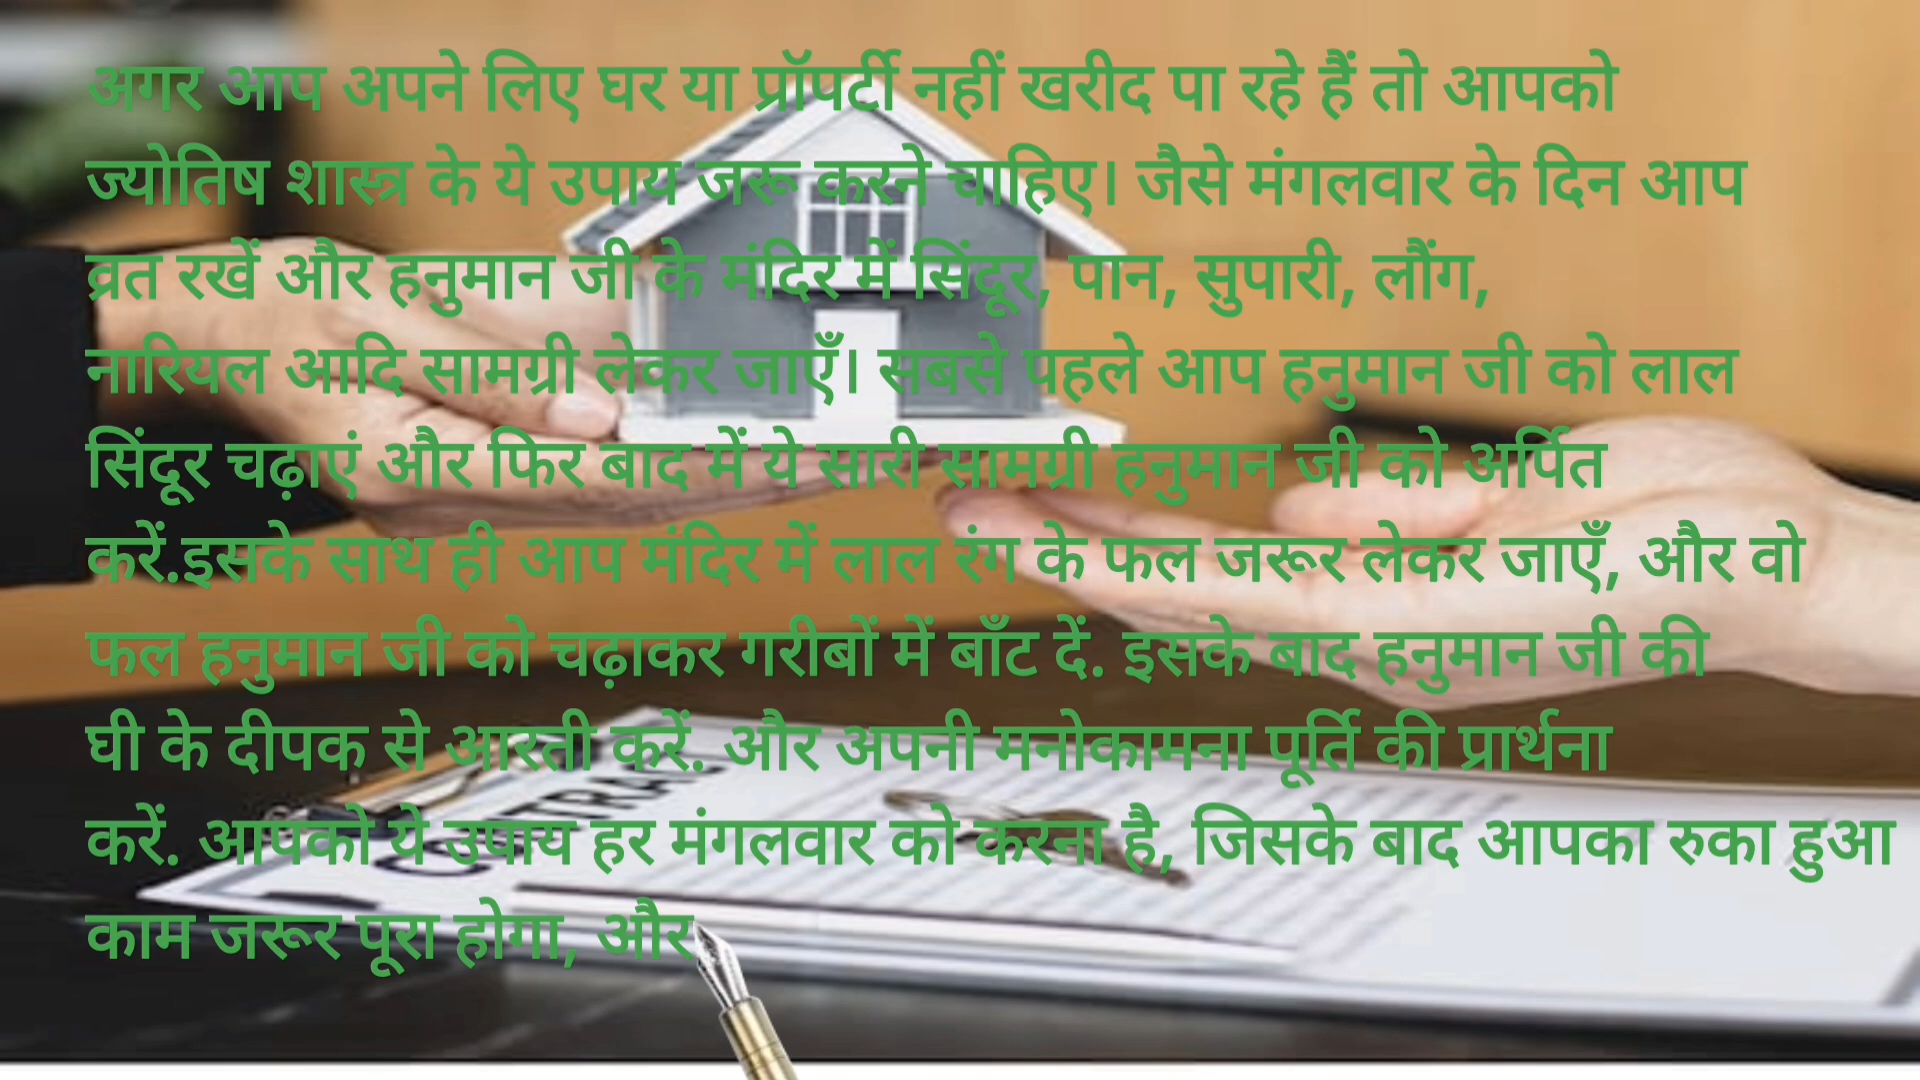 अगर आप अपने लिए घर या प्रॉपर्टी नहीं खरीद पा रहे हैं तो आपको
ज्योतिष शास्त्र के ये उपाय जरू करने चाहिए। जैसे मंगलवार के दिन आप
व्रत रखें और हनुमान जी के मंदिर में सिंदूर, पान, सुपारी, लौंग,
नारियल आदि सामग्री लेकर जाएँ। सबसे पहले आप हनुमान जी को लाल
सिंदूर चढ़ाएं और फिर बाद में ये सारी सामग्री हनुमान जी को अर्पित
करें.इसके साथ ही आप मंदिर में लाल रंग के फल जरूर लेकर जाएँ, और वो
फल हनुमान जी को चढ़ाकर गरीबों में बाँट दें. इसके बाद हनुमान जी की
घी के दीपक से आरती करें. और अपनी मनोकामना पूर्ति की प्रार्थना
करें. आपको ये उपाय हर मंगलवार को करना है, जिसके बाद आपका रुका हुआ
काम जरूर पूरा होगा, और